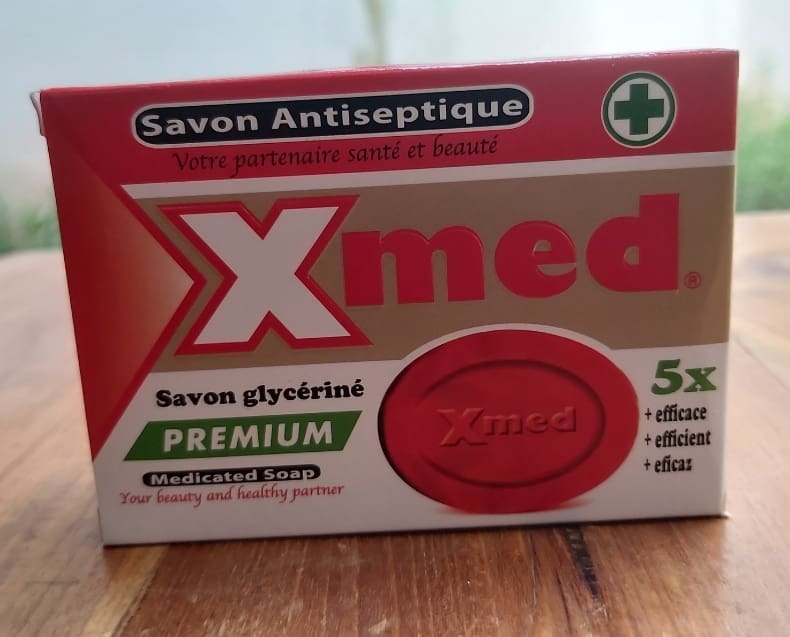 Savon Antiseptique
Votre partenaire santé et beauté
Xmed®
Savon glycériné
PREMIUM
Medicated Soap
Your beauty and healthy partner
Xmed
5x
+ efficace
+ efficient
+ eficaz